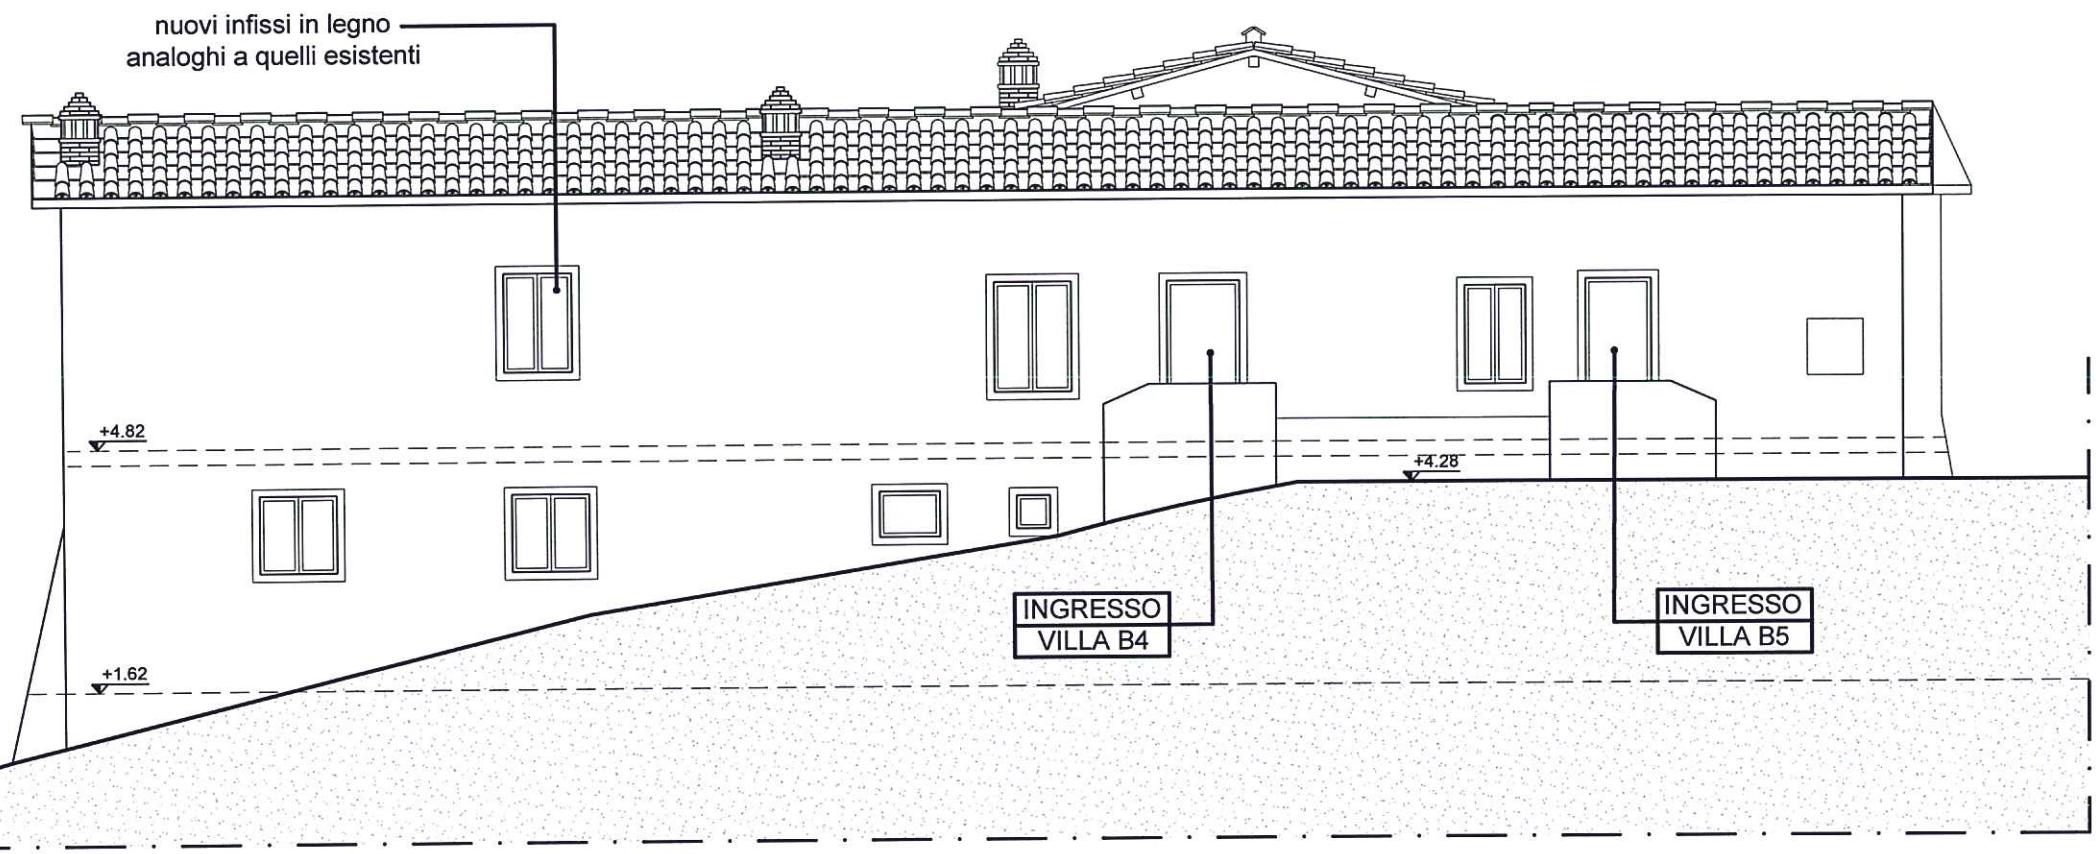 nuovi infissi in legno
analoghi a quelli esistenti
+4.82
+4.28
INGRESSO
VILLA B4
INGRESSO
VILLA B5
+1.62